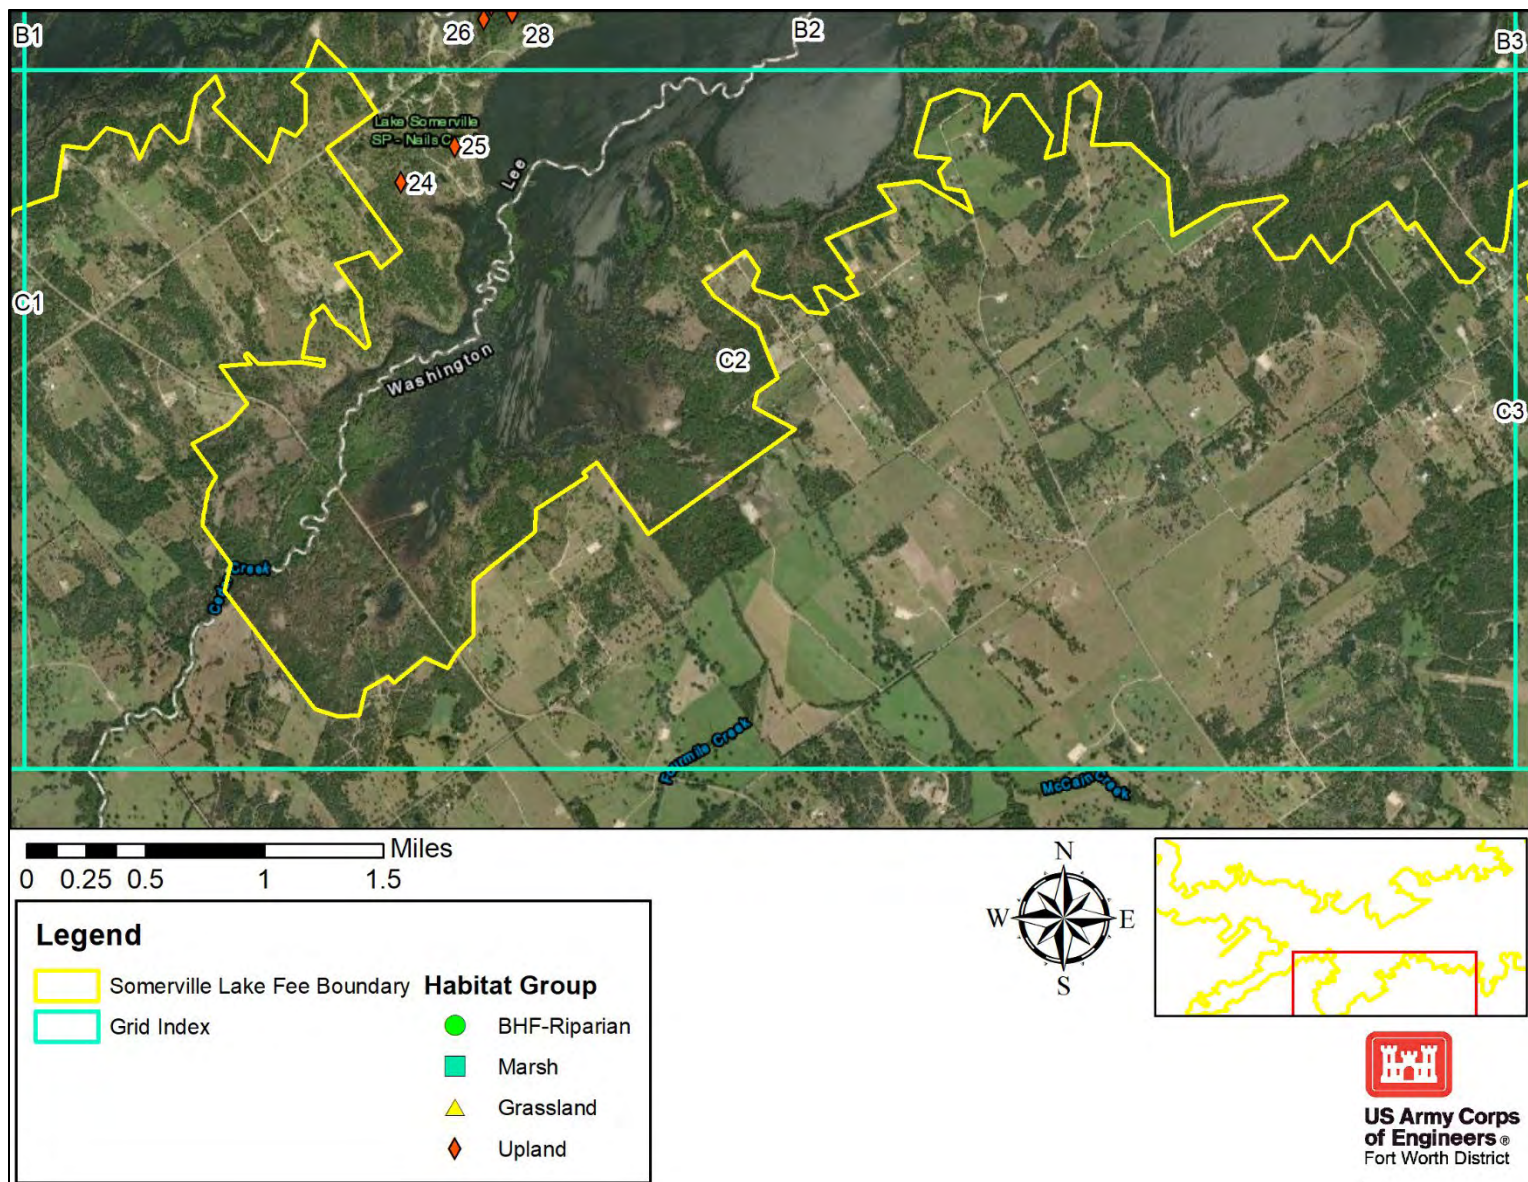 B1
26
28
B2
B3
Lake Somerville
SP - Nails
25
24
Lee
C1
Washington
C2
C3
Creek
Fourmile Creek
McCain Creek
Miles
0 0.25 0.5 1 1.5
Legend
Somerville Lake Fee Boundary
Grid Index
Habitat Group
BHF-Riparian
Marsh
Grassland
Upland
N
W E
S
US Army Corps
of Engineers ®
Fort Worth District